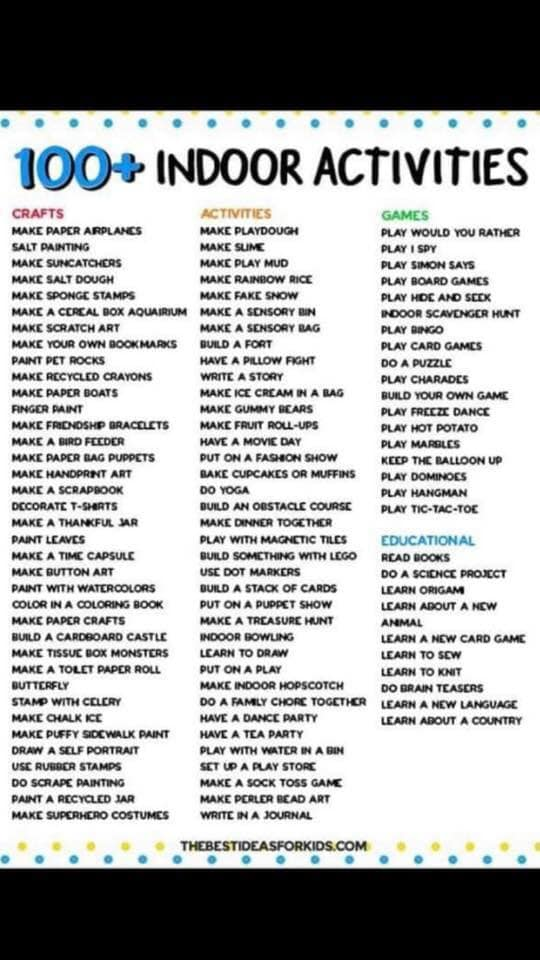 100+ INDOOR ACTIVITIES
CRAFTS
MAKE PAPER AIRPLANES
SALT PAINTING
MAKE SUNCATCHERS
MAKE SALT DOUGH
MAKE SPONGE STAMPS
MAKE A CEREAL BOX AQUAIRIUM
MAKE SCRATCH ART
MAKE YOUR OWN BOOKMARKS
PAINT PET ROCKS
MAKE RECYCLED CRAYONS
MAKE PAPER BOATS
FINGER PAINT
MAKE FRIENDSHIP BRACELETS
MAKE A BIRD FEEDER
MAKE PAPER BAG PUPPETS
MAKE HANDPRINT ART
MAKE A SCRAPBOOK
DECORATE T-SHIRTS
MAKE A THANKFUL JAR
PAINT LEAVES
MAKE A TIME CAPSULE
MAKE BUTTON ART
PAINT WITH WATERCOLORS
COLOR IN A COLORING BOOK
MAKE PAPER CRAFTS
BUILD A CARDBOARD CASTLE
MAKE TISSUE BOX MONSTERS
MAKE A TOILET PAPER ROLL
BUTTERFLY
STAMP WITH CELERY
MAKE CHALK ICE
MAKE PUFFY SIDEWALK PAINT
DRAW A SELF PORTRAIT
USE RUBBER STAMPS
DO SCRAPE PAINTING
PAINT A RECYCLED JAR
MAKE SUPERHERO COSTUMES
ACTIVITIES
MAKE PLAYDOUGH
MAKE SLIME
MAKE PLAY MUD
MAKE RAINBOW RICE
MAKE FAKE SNOW
MAKE A SENSORY BIN
MAKE A SENSORY BAG
BUILD A FORT
HAVE A PILLOW FIGHT
WRITE A STORY
MAKE ICE CREAM IN A BAG
MAKE GUMMY BEARS
MAKE FRUIT ROLL-UPS
HAVE A MOVIE DAY
PUT ON A FASHION SHOW
BAKE CUPCAKES OR MUFFINS
DO YOGA
BUILD AN OBSTACLE COURSE
MAKE DINNER TOGETHER
PLAY WITH MAGNETIC TILES
BUILD SOMETHING WITH LEGO
USE DOT MARKERS
BUILD A STACK OF CARDS
PUT ON A PUPPET SHOW
MAKE A TREASURE HUNT
INDOOR BOWLING
LEARN TO DRAW
PUT ON A PLAY
MAKE INDOOR HOPSCOTCH
DO A FAMILY CHORE TOGETHER
HAVE A DANCE PARTY
HAVE A TEA PARTY
PLAY WITH WATER IN A BIN
SET UP A PLAY STORE
MAKE A SOCK TOSS GAME
MAKE PERLER BEAD ART
WRITE IN A JOURNAL
GAMES
PLAY WOULD YOU RATHER
PLAY I SPY
PLAY SIMON SAYS
PLAY BOARD GAMES
PLAY HIDE AND SEEK
INDOOR SCAVENGER HUNT
PLAY BINGO
PLAY CARD GAMES
DO A PUZZLE
PLAY CHARADES
BUILD YOUR OWN GAME
PLAY FREEZE DANCE
PLAY HOT POTATO
PLAY MARBLES
KEEP THE BALLOON UP
PLAY DOMINOES
PLAY HANGMAN
PLAY TIC-TAC-TOE
EDUCATIONAL
READ BOOKS
DO A SCIENCE PROJECT
LEARN ORIGAMI
LEARN ABOUT A NEW
ANIMAL
LEARN A NEW CARD GAME
LEARN TO SEW
LEARN TO KNIT
DO BRAIN TEASERS
LEARN A NEW LANGUAGE
LEARN ABOUT A COUNTRY
THEBESTIDEASFORKIDS.COM